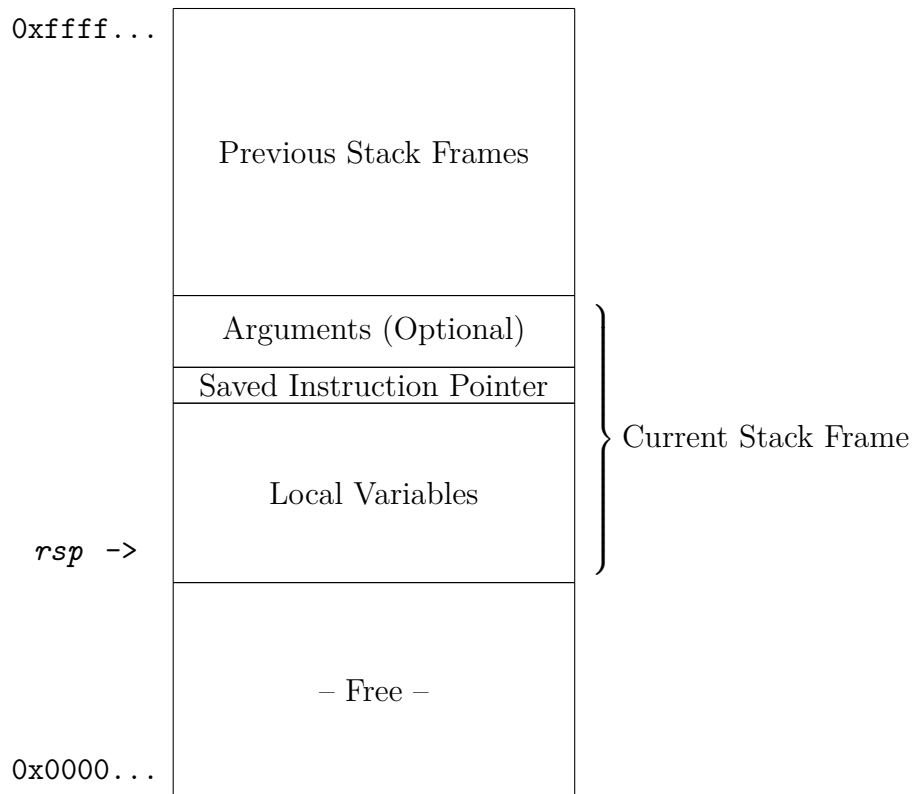 0xffff...
Previous Stack Frames
Arguments (Optional)
Saved Instruction Pointer
Current Stack Frame
Local Variables
rsp ->
– Free –
0x0000...